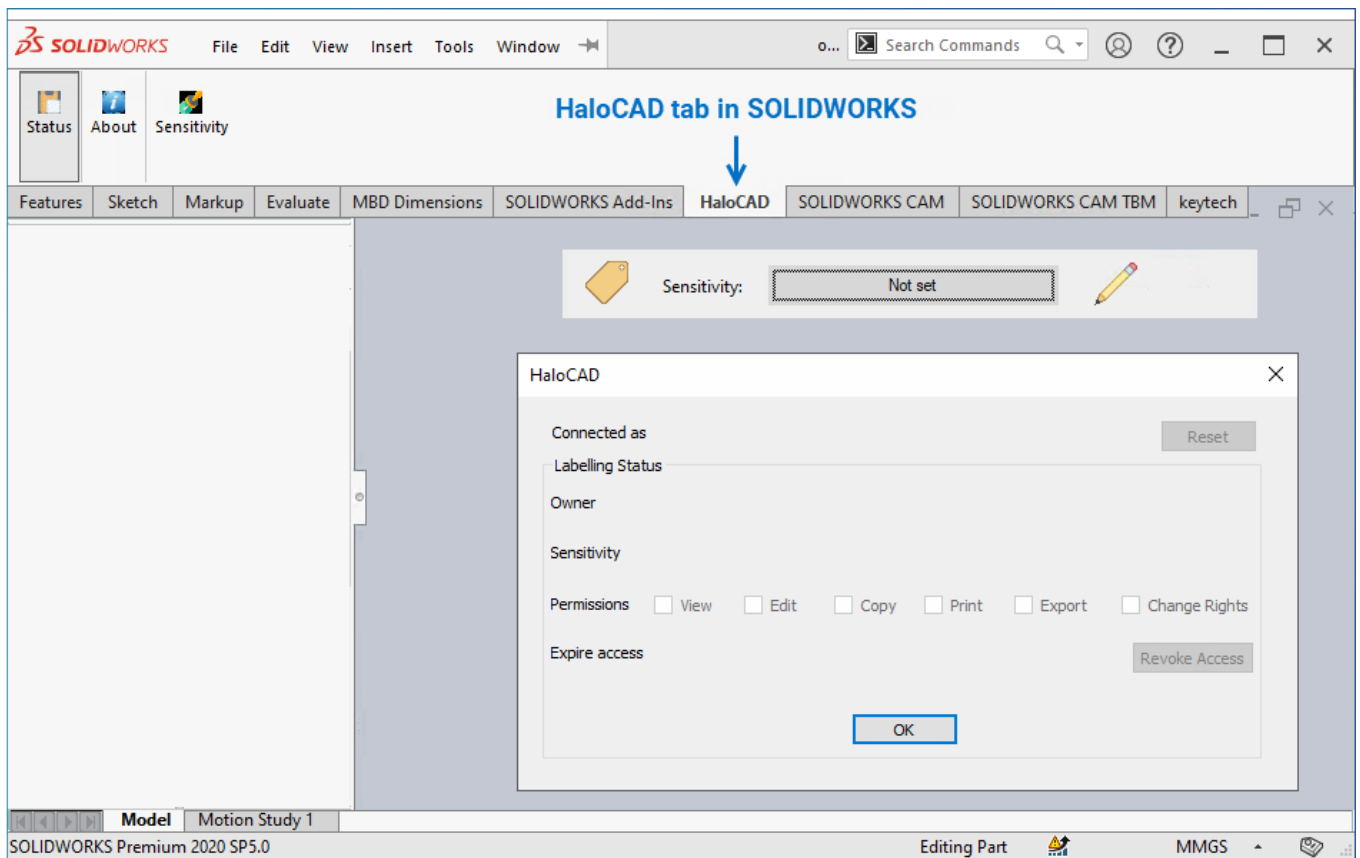 SOLIDWORKS File Edit View Insert Tools Window o... Search Commands
Status About Sensitivity
HaloCAD tab in SOLIDWORKS
Features Sketch Markup Evaluate MBD Dimensions SOLIDWORKS Add-Ins HaloCAD SOLIDWORKS CAM SOLIDWORKS CAM TBM keytech
Sensitivity: Not set
HaloCAD
Connected as Reset
Labelling Status
Owner
Sensitivity
Permissions View Edit Copy Print Export Change Rights
Expire access Revoke Access
OK
Model Motion Study 1
SOLIDWORKS Premium 2020 SP5.0 Editing Part MMGS